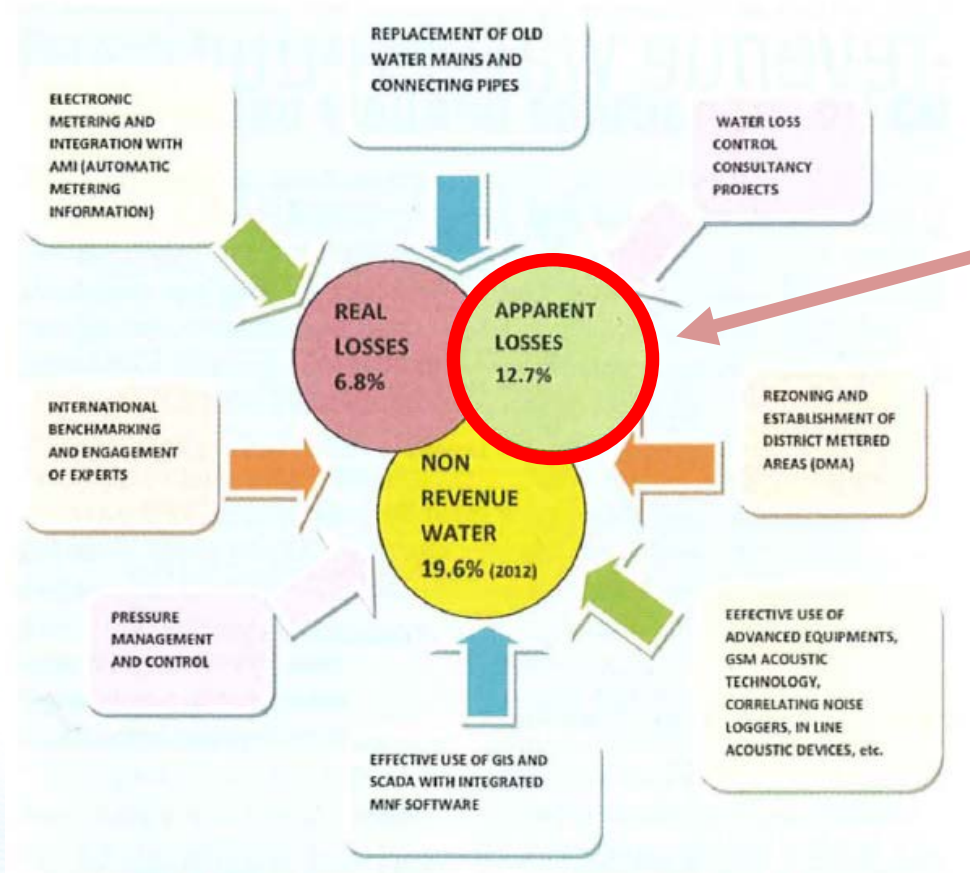 REPLACEMENT OF OLD
WATER MAINS AND
CONNECTING PIPES
ELECTRONIC
METERING AND
INTEGRATION WITH
AMI (AUTOMATIC
METERING
INFORMATION)
WATER LOSS
CONTROL
CONSULTANCY
PROJECTS
REAL
LOSSES
6.8%
APPARENT
LOSSES
12.7%
INTERNATIONAL
BENCHMARKING
AND ENGAGEMENT
OF EXPERTS
REZONING AND
ESTABLISHMENT OF
DISTRICT METERED
AREAS (DMA)
NON
REVENUE
WATER
19.6% (2012)
PRESSURE
MANAGEMENT
AND CONTROL
EFFECTIVE USE OF
ADVANCED EQUIPMENTS,
GSM ACOUSTIC
TECHNOLOGY,
CORRELATING NOISE
LOGGERS, IN LINE
ACOUSTIC DEVICES, etc.
EFFECTIVE USE OF GIS AND
SCADA WITH INTEGRATED
MNF SOFTWARE